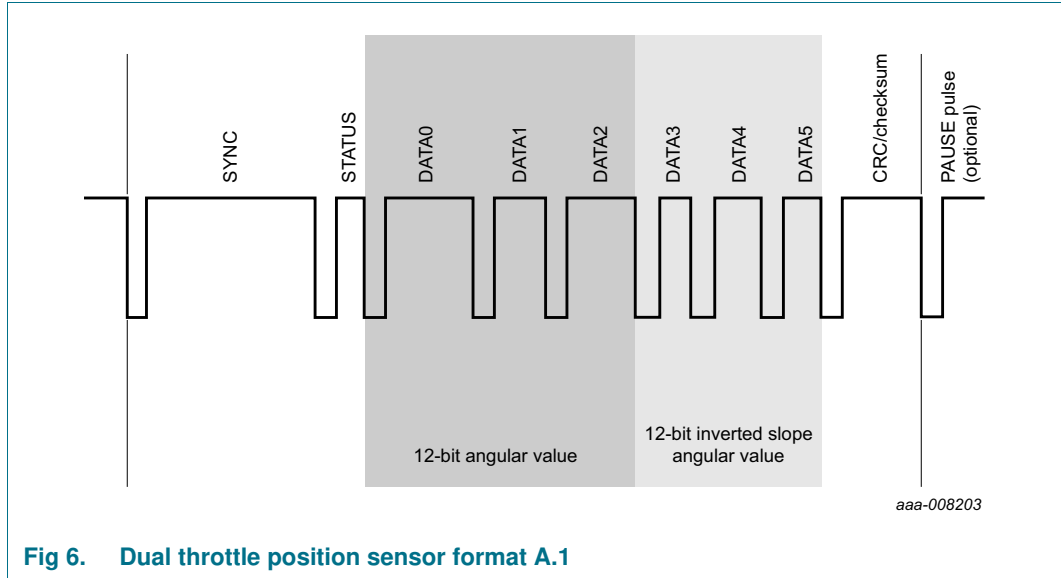 SYNC
STATUS
DATA0
DATA1
DATA2
DATA3
DATA4
DATA5
CRC/checksum
PAUSE pulse
(optional)
12-bit angular value
12-bit inverted slope
angular value
aaa-008203
Fig 6. Dual throttle position sensor format A.1